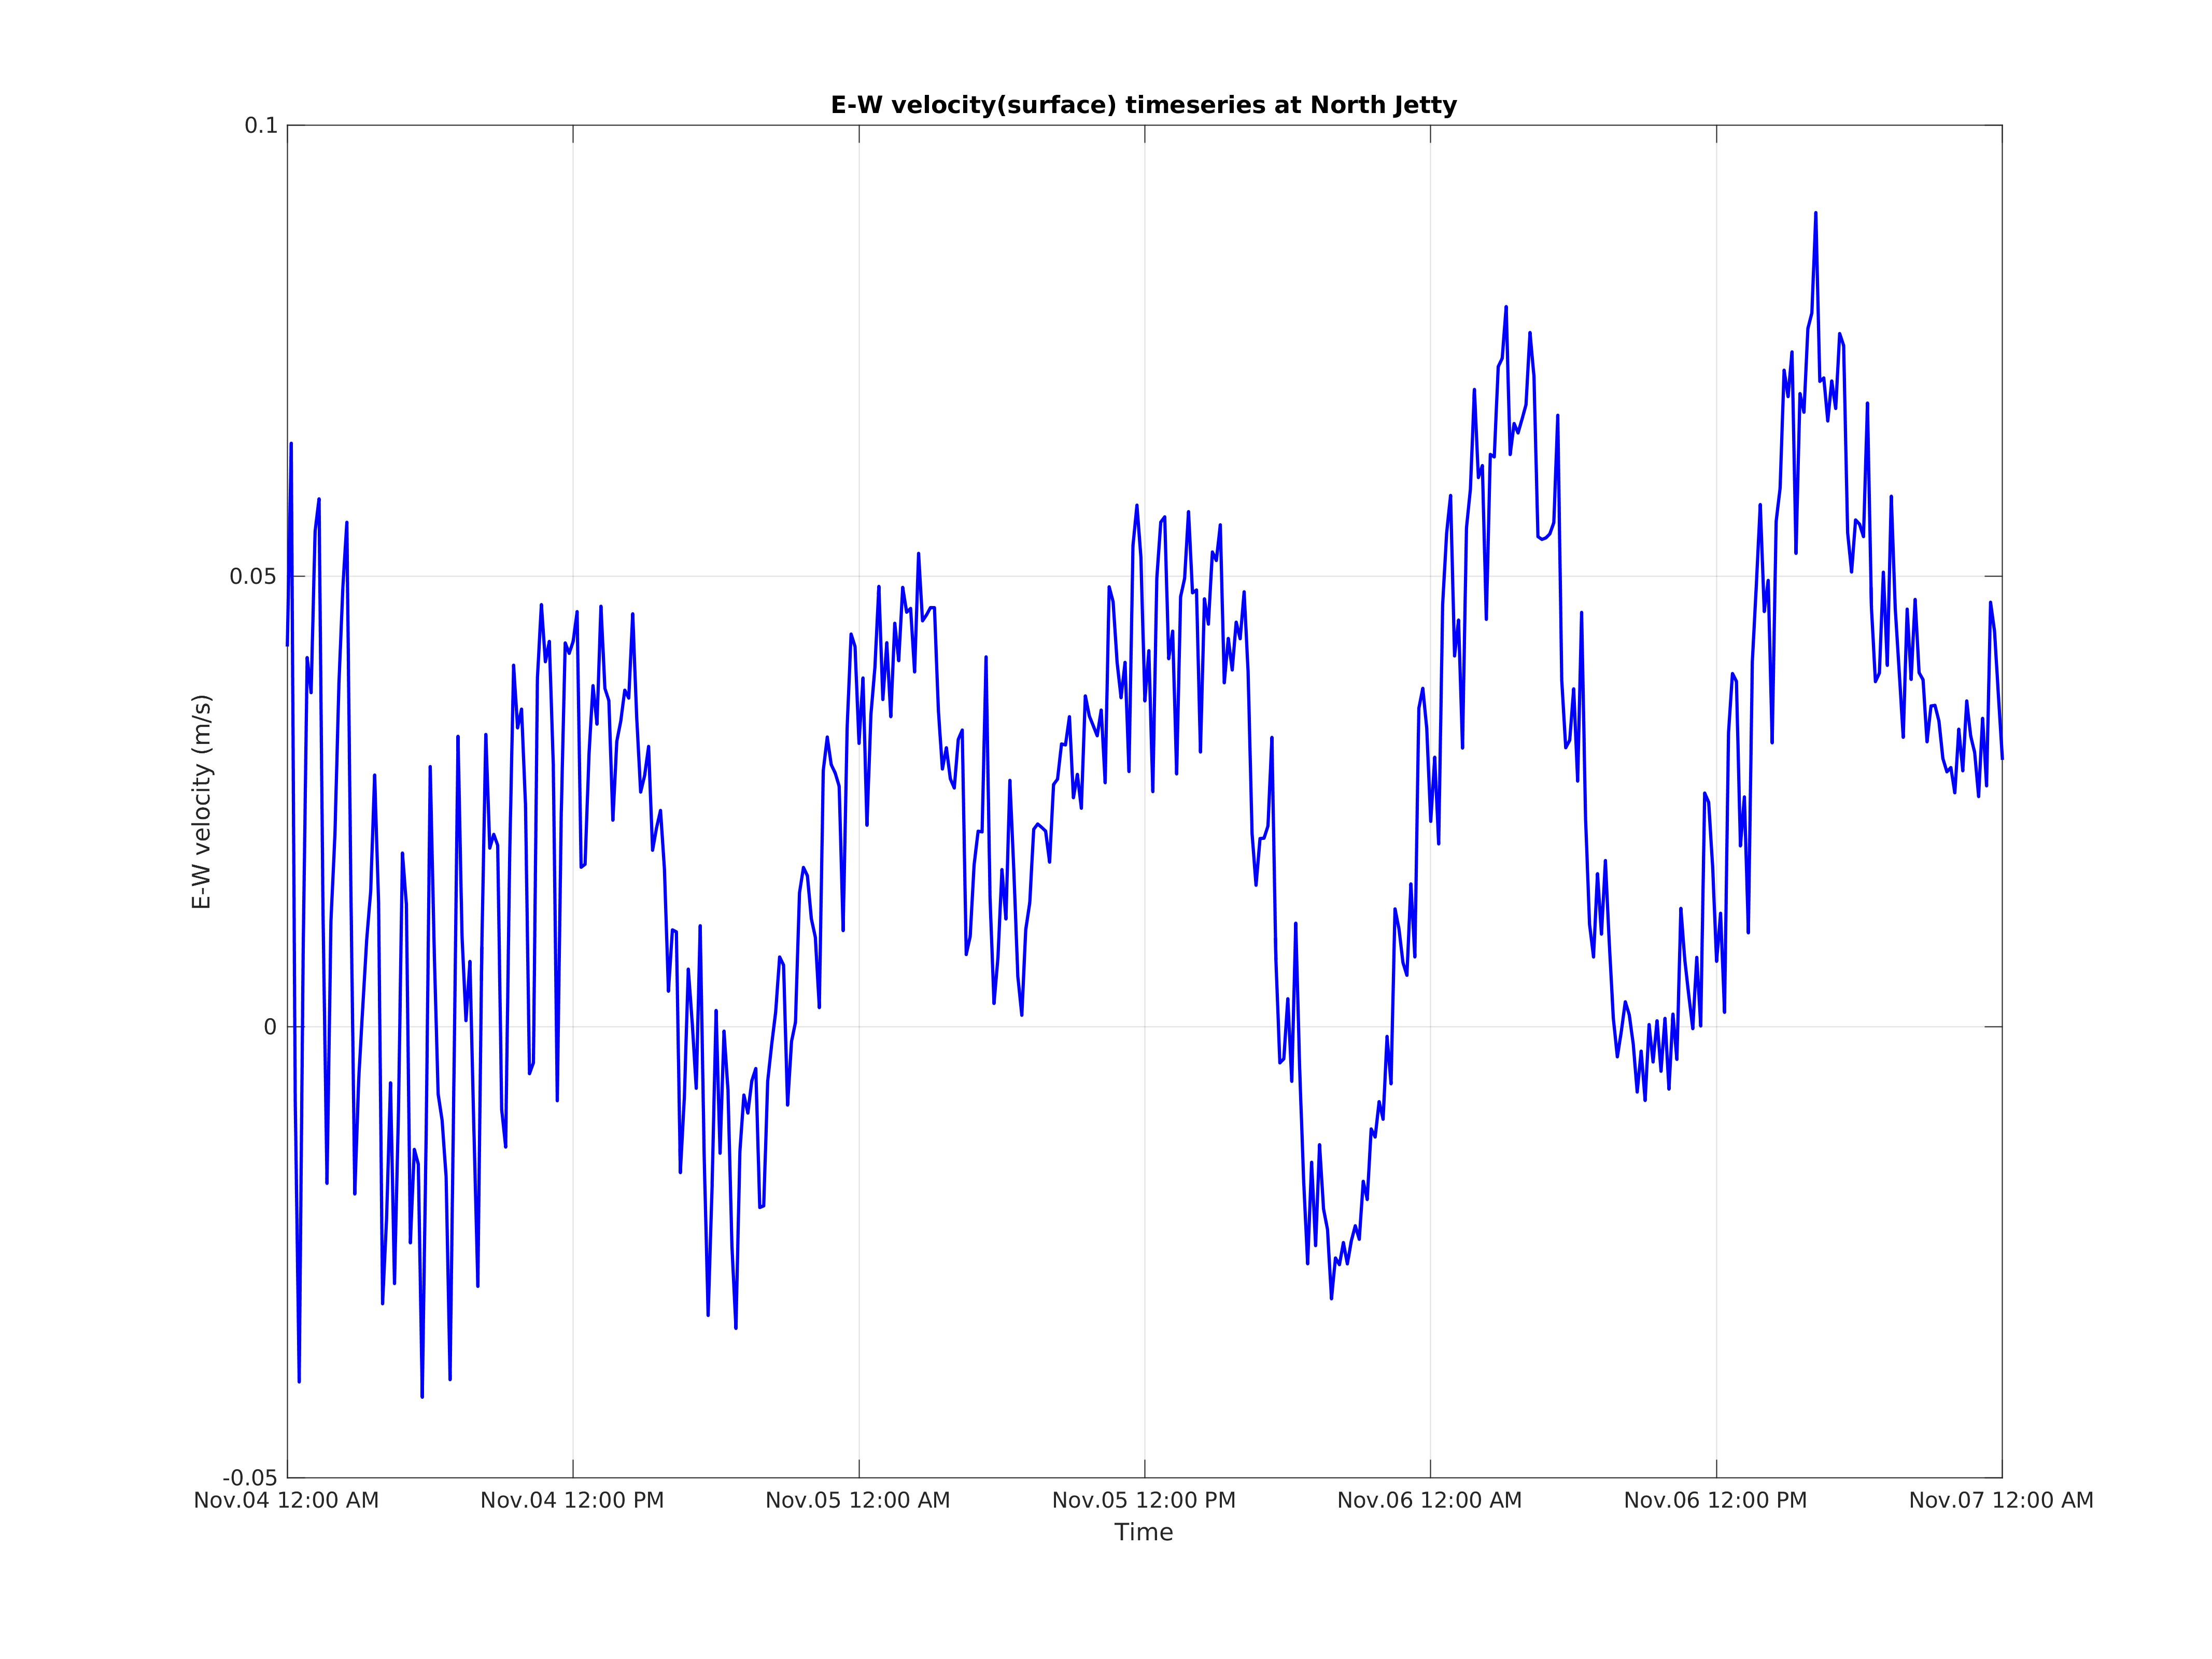 E-W velocity(surface) timeseries at North Jetty
0.1
0.05
0
-0.05
E-W velocity (m/s)
Nov.04 12:00 AM Nov.04 12:00 PM Nov.05 12:00 AM Nov.05 12:00 PM Nov.06 12:00 AM Nov.06 12:00 PM Nov.07 12:00 AM
Time